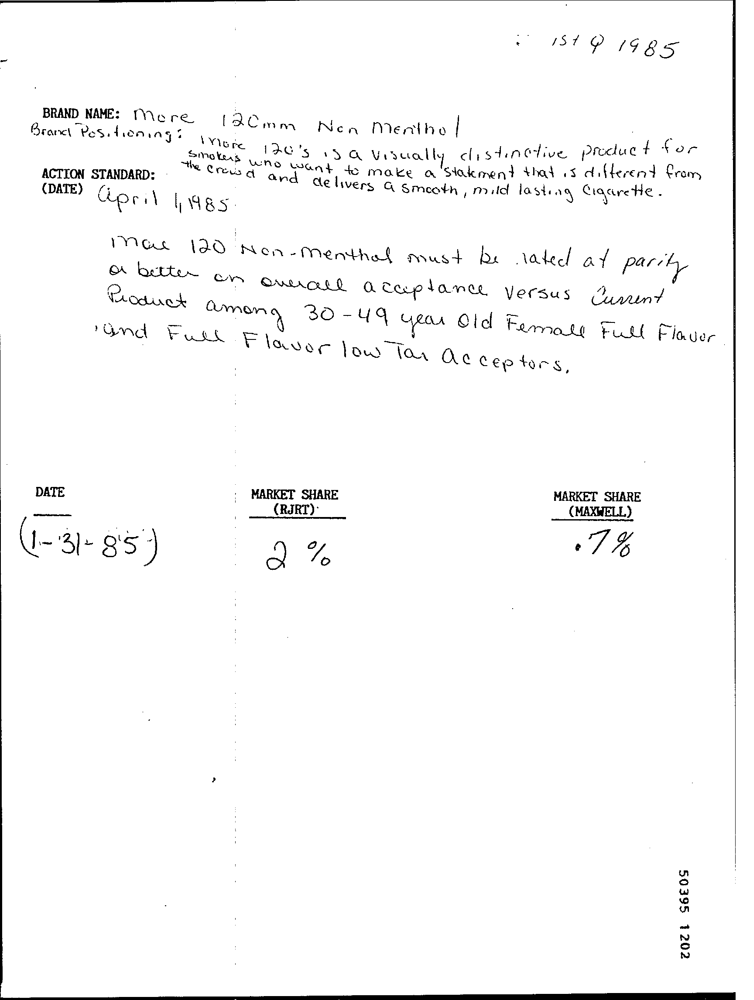 1st Q 1985
BRAND NAME: More 120mm Non Menthol
Brand Positioning: More 120's is a visually distinctive product for
smokers who want to make a statement that is different from
the crowd and delivers a smooth, mild lasting cigarette.
ACTION STANDARD:
(DATE) April 1, 1985
More 120 Non-Menthol must be rated at parity
or better on overall acceptance versus Current
Product among 30-49 year old Female Full Flavor
and Full Flavor low Tar Acceptors.
DATE MARKET SHARE MARKET SHARE
(RJRT) (MAXWELL)
(1-31-85) 2 % .7%
50395 1202